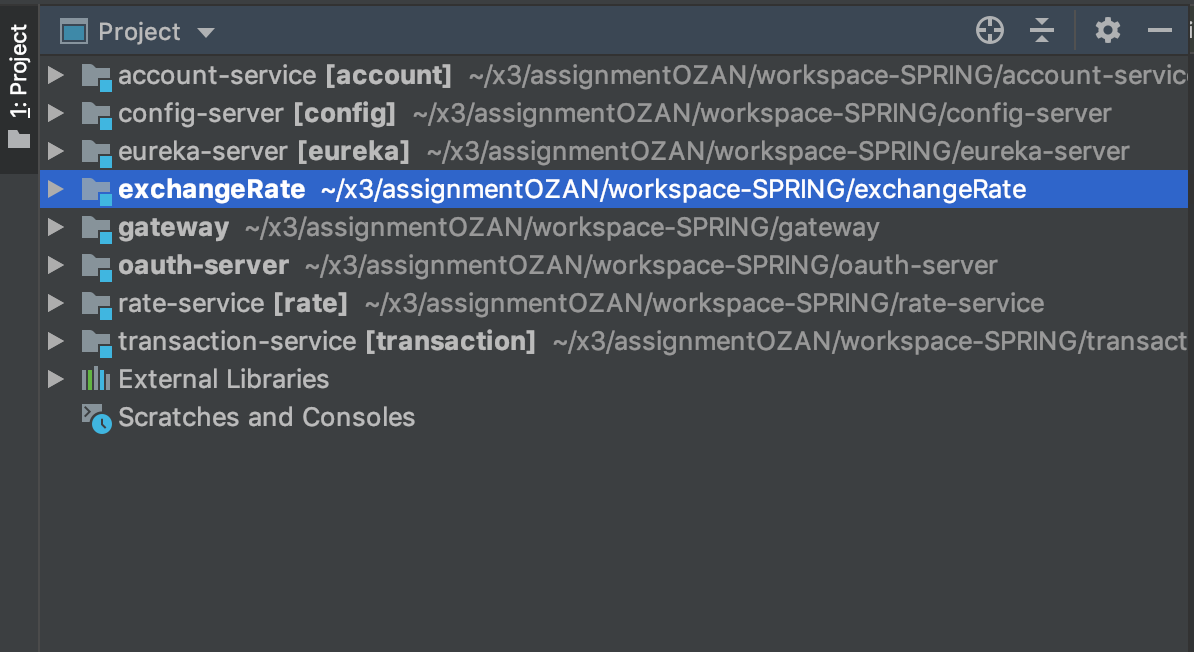 1: Project
Project
account-service [account] ~/x3/assignmentOZAN/workspace-SPRING/account-servic
config-server [config] ~/x3/assignmentOZAN/workspace-SPRING/config-server
eureka-server [eureka] ~/x3/assignmentOZAN/workspace-SPRING/eureka-server
exchangeRate ~/x3/assignmentOZAN/workspace-SPRING/exchangeRate
gateway ~/x3/assignmentOZAN/workspace-SPRING/gateway
oauth-server ~/x3/assignmentOZAN/workspace-SPRING/oauth-server
rate-service [rate] ~/x3/assignmentOZAN/workspace-SPRING/rate-service
transaction-service [transaction] ~/x3/assignmentOZAN/workspace-SPRING/transact
External Libraries
Scratches and Consoles